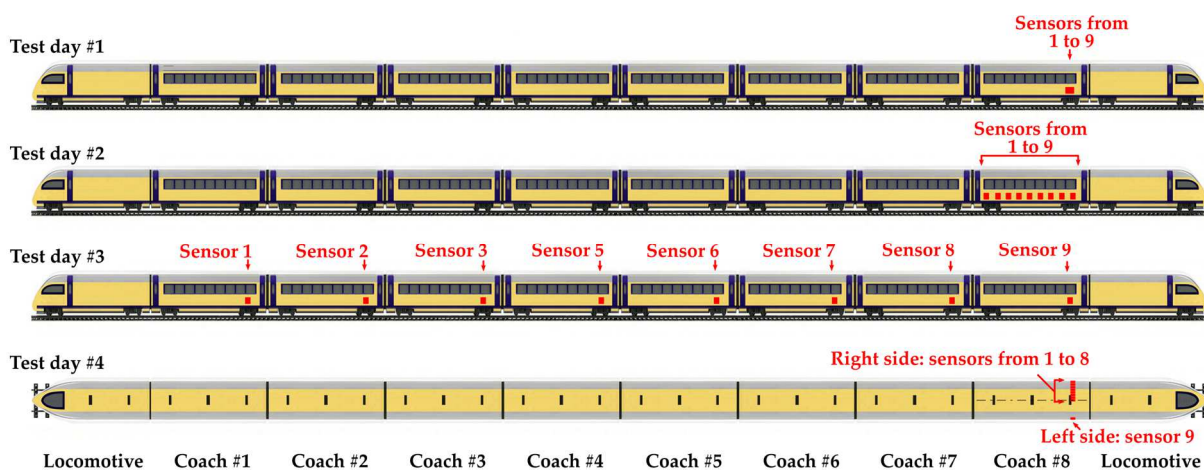 Sensors from
1 to 9
Test day #1
Sensors from
1 to 9
Test day #2
Sensor 1 Sensor 2 Sensor 3 Sensor 5 Sensor 6 Sensor 7 Sensor 8 Sensor 9
Test day #3
Test day #4
Right side: sensors from 1 to 8
Left side: sensor 9
Locomotive Coach #1 Coach #2 Coach #3 Coach #4 Coach #5 Coach #6 Coach #7 Coach #8 Locomotive